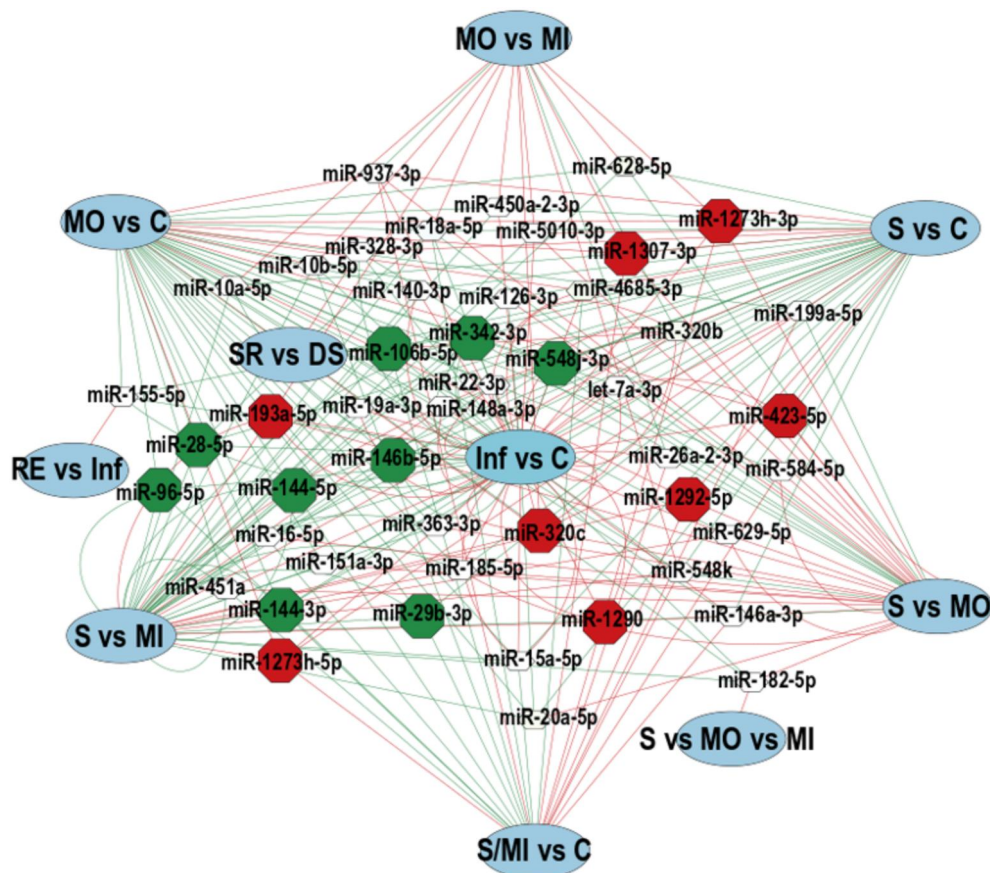 MO vs MI
miR-628-5p
miR-937-3p
miR-450a-2-3p
MO vs C
miR-18a-5p
miR-5010-3p
miR-1273h-3p
S vs C
miR-328-3p
miR-1307-3p
miR-10b-5p
miR-10a-5p
miR-140-3p
miR-126-3p
miR-4685-3p
miR-199a-5p
miR-342-3p
miR-320b
SR vs DS
miR-106b-5p
miR-548j-3p
miR-22-3p
let-7a-3p
miR-155-5p
miR-19a-3p
miR-148a-3p
miR-193a-5p
miR-423-5p
miR-28-5p
RE vs Inf
miR-146b-5p
Inf vs C
miR-26a-2-3p
miR-584-5p
miR-96-5p
miR-144-5p
miR-1292-5p
miR-16-5p
miR-363-3p
miR-320c
miR-629-5p
miR-151a-3p
miR-185-5p
miR-548k
miR-451a
miR-144-3p
miR-29b-3p
miR-1290
miR-146a-3p
S vs MO
S vs MI
miR-1273h-5p
miR-15a-5p
miR-182-5p
miR-20a-5p
S vs MO vs MI
S/MI vs C